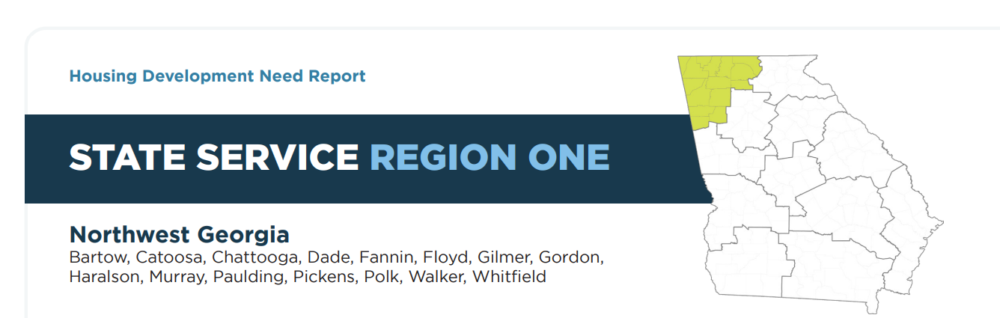 Housing Development Need Report
STATE SERVICE REGION ONE
Northwest Georgia
Bartow, Catoosa, Chattooga, Dade, Fannin, Floyd, Gilmer, Gordon,
Haralson, Murray, Paulding, Pickens, Polk, Walker, Whitfield